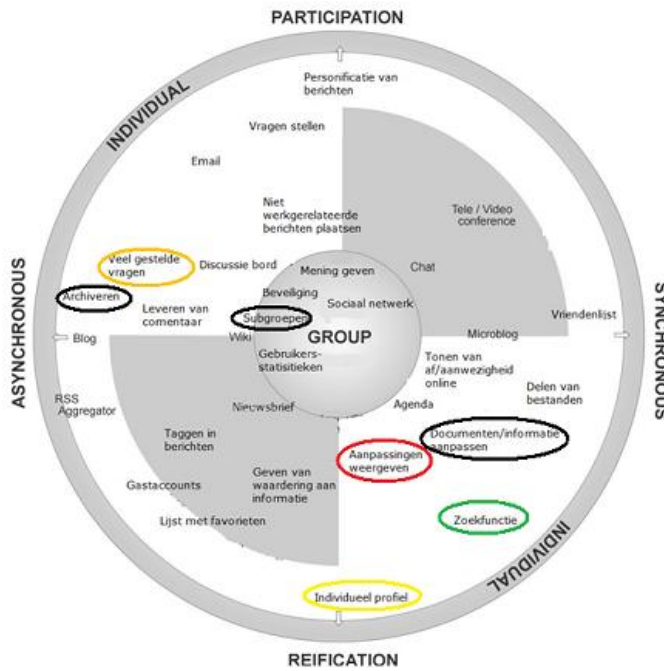 PARTICIPATION
INDIVIDUAL
Personificatie van
berichten
Vragen stellen
Email
Niet
werkgerelateerde
berichten plaatsen
Tele / Video
conference
Veel gestelde
vragen
Discussie bord
Mening geven
Chat
Archiveren
Beveiliging
Sociaal netwerk
Leveren van
comentaar
Subgroepen
Vriendenlijst
ASYNCHRONOUS
Blog
Wiki
GROUP
Microblog
SYNCHRONOUS
Gebruikers-
statisitieken
Tonen van
af/aanwezigheid
online
Delen van
bestanden
RSS
Aggregator
Nieuwsbrief
Agenda
Taggen in
berichten
Documenten/informatie
aanpassen
Aanpassingen
weergeven
Geven van
waardering aan
informatie
Gastaccounts
Lijst met favorieten
Zoekfunctie
INDIVIDUAL
Individueel profiel
REIFICATION